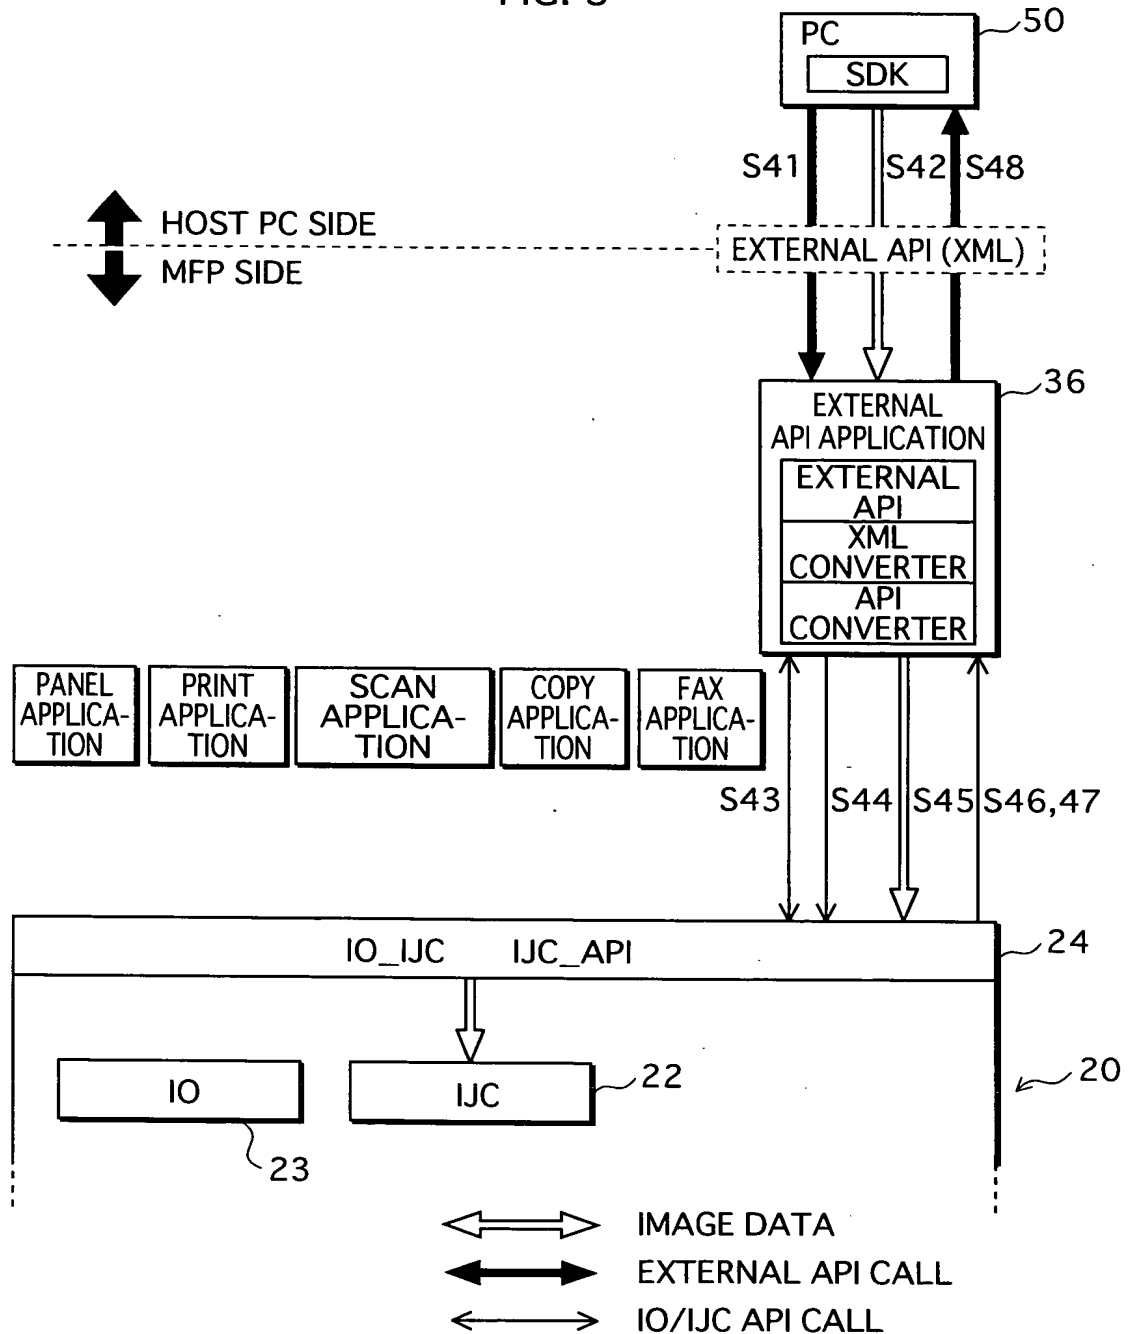 PC
50
SDK
S41
S42
S48
HOST PC SIDE
EXTERNAL API (XML)
MFP SIDE
36
EXTERNAL
API APPLICATION
EXTERNAL
API
XML
CONVERTER
API
CONVERTER
PANEL
APPLICA-
TION
PRINT
APPLICA-
TION
SCAN
APPLICA-
TION
COPY
APPLICA-
TION
FAX
APPLICA-
TION
S43
S44
S45
S46,47
IO_IJC IJC_API
24
IO
IJC
22
20
23
IMAGE DATA
EXTERNAL API CALL
IO/IJC API CALL